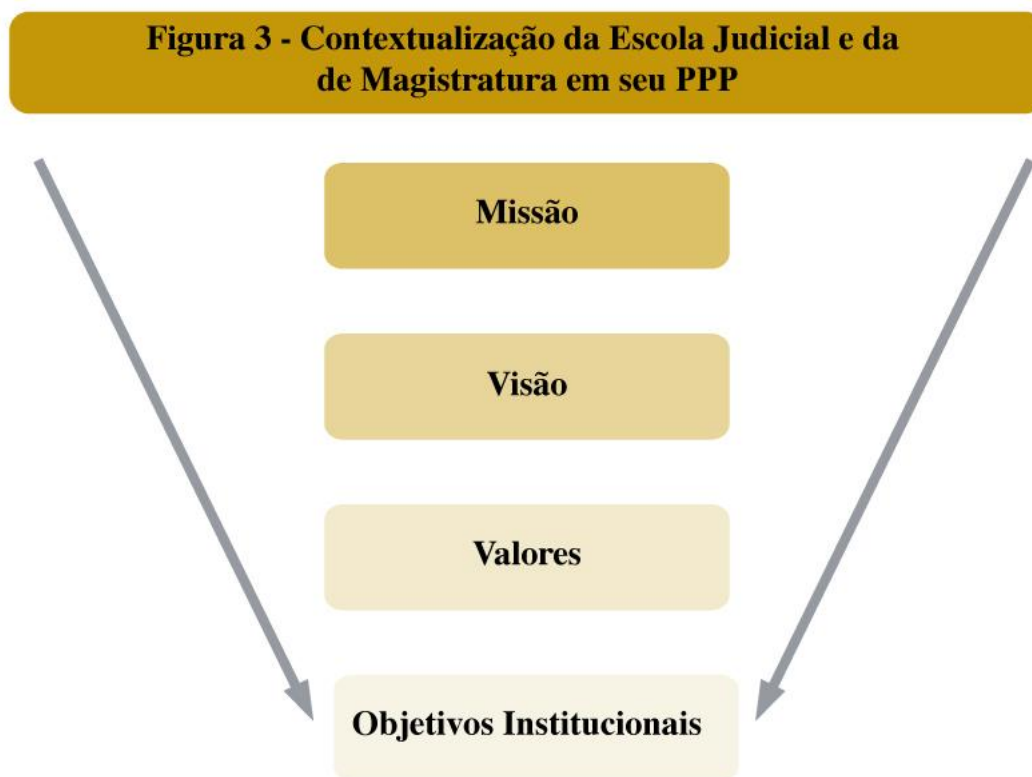 Figura 3 - Contextualização da Escola Judicial e da
de Magistratura em seu PPP
Missão
Visão
Valores
Objetivos Institucionais